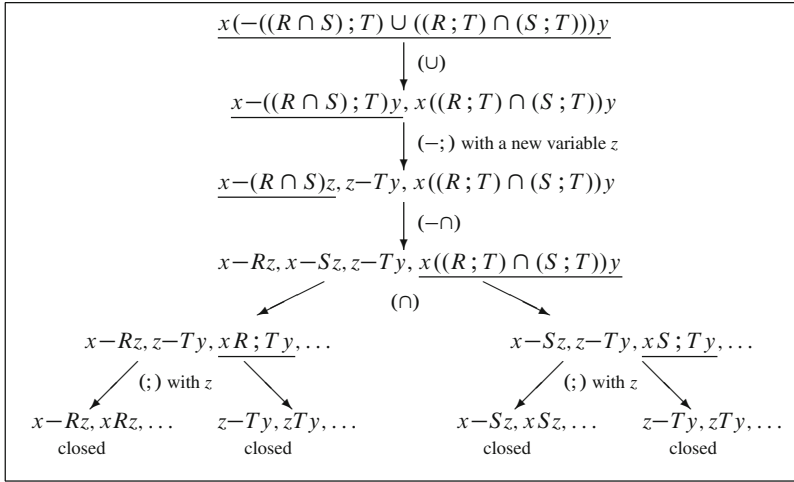 x(−((R ∩ S) ; T) ∪ ((R ; T) ∩ (S ; T)))y
(∪)
x−((R ∩ S) ; T)y, x((R ; T) ∩ (S ; T))y
(−;) with a new variable z
x−(R ∩ S)z, z−Ty, x((R ; T) ∩ (S ; T))y
(−∩)
x−Rz, x−Sz, z−Ty, x((R ; T) ∩ (S ; T))y
(∩)
x−Rz, z−Ty, xR ; Ty, ... x−Sz, z−Ty, xS ; Ty, ...
(;) with z (;) with z
x−Rz, xRz, ... z−Ty, zTy, ... x−Sz, xSz, ... z−Ty, zTy, ...
closed closed closed closed